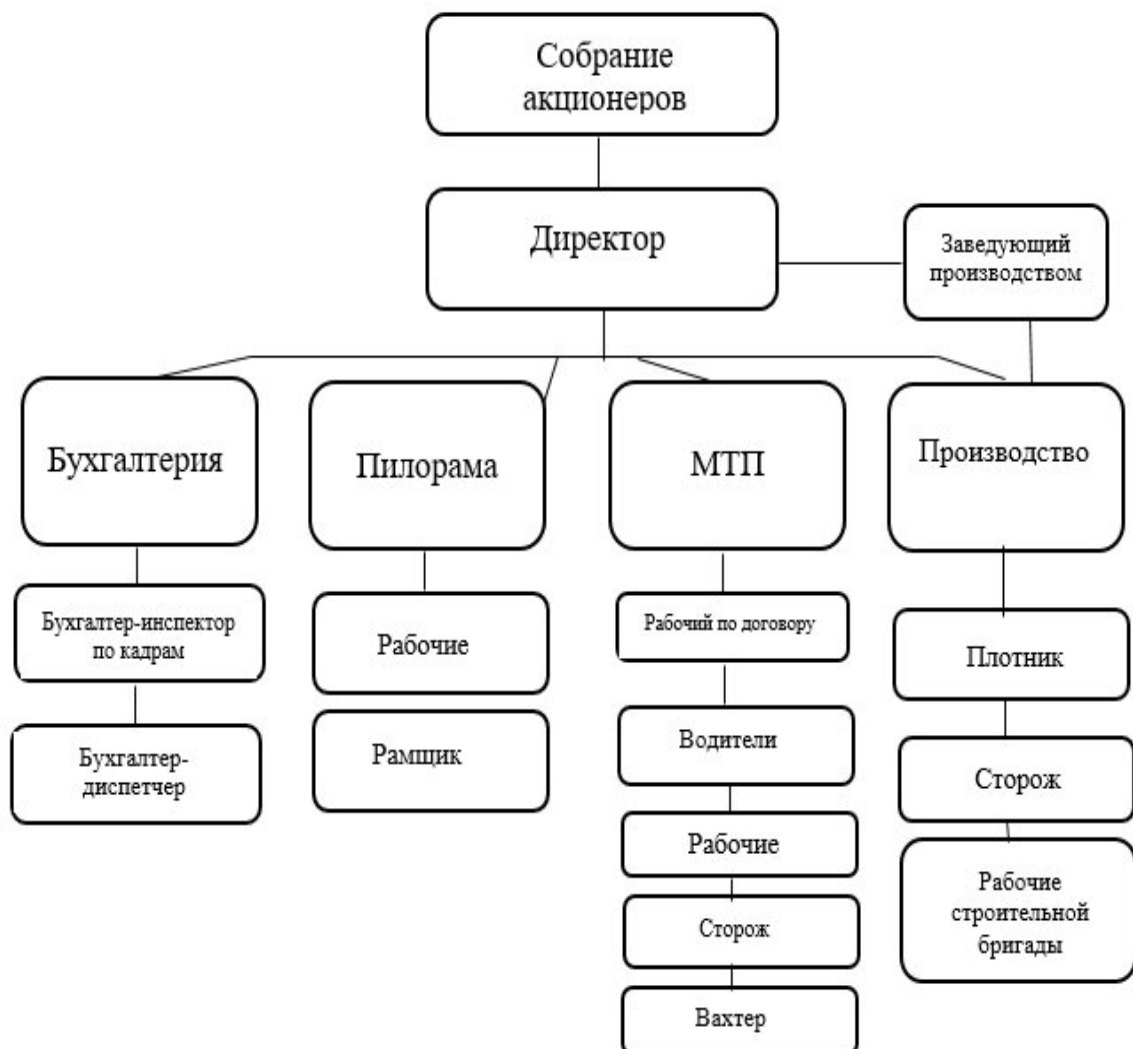 Собрание
акционеров
Директор
Заведующий
производством
Бухгалтерия
Пилорама
МТП
Производство
Бухгалтер-инспектор
по кадрам
Рабочие
Рабочий по договору
Плотник
Бухгалтер-
диспетчер
Рамщик
Водители
Сторож
Рабочие
Рабочие
строительной
бригады
Сторож
Вахтер